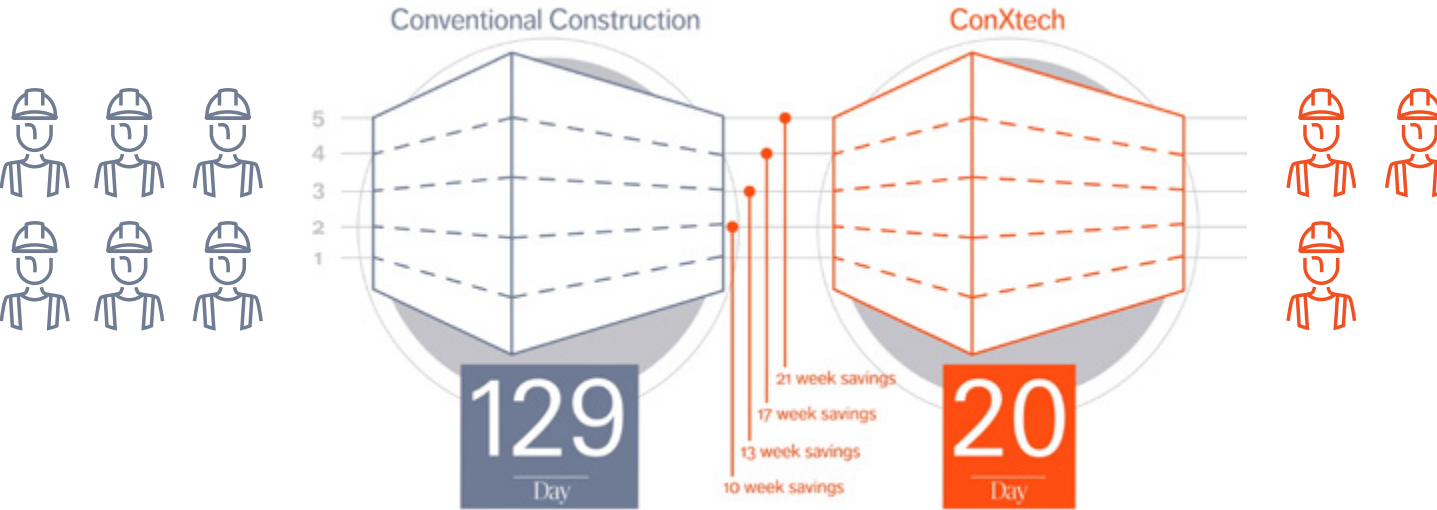 Conventional Construction
ConXtech
5
4
3
2
1
21 week savings
17 week savings
13 week savings
10 week savings
129
Day
20
Day